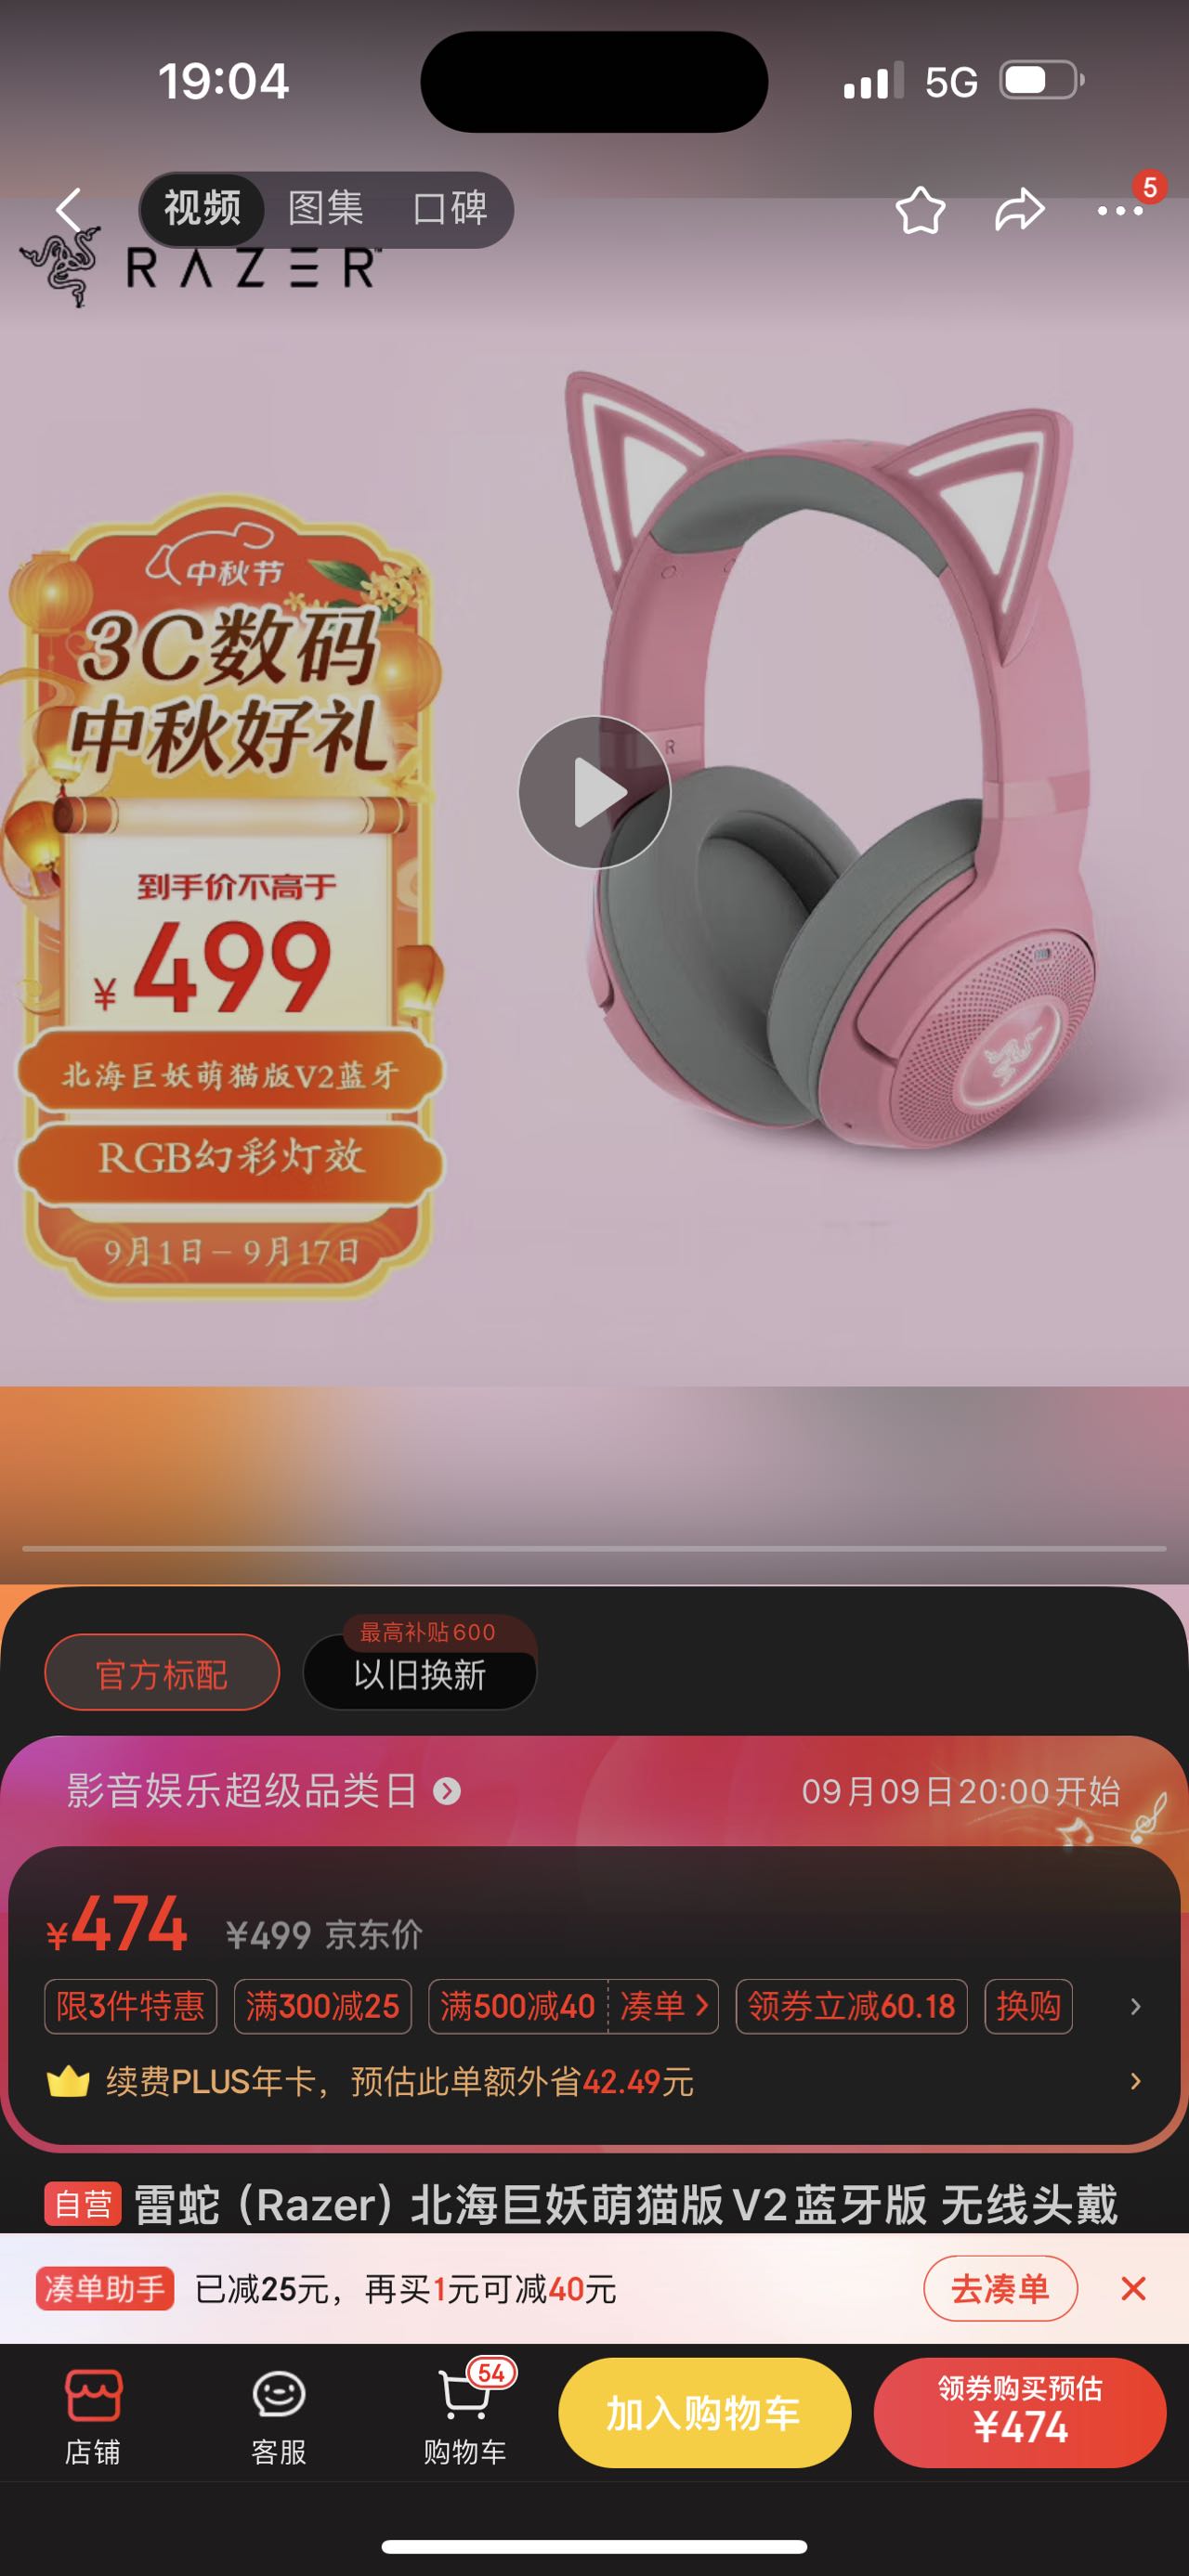 19:04
5G
视频 图集 口碑
5
RAZER
中秋节
3C数码
中秋好礼
到手价不高于
¥499
北海巨妖萌猫版V2蓝牙
RGB幻彩灯效
9月1日-9月17日
R
最高补贴600
官方标配 以旧换新
影音娱乐超级品类日 09月09日20:00开始
¥474 ¥499 京东价
限3件特惠 满300减25 满500减40 凑单 领券立减60.18 换购
续费PLUS年卡，预估此单额外省42.49元
自营 雷蛇（Razer）北海巨妖萌猫版V2蓝牙版 无线头戴
凑单助手 已减25元，再买1元可减40元 去凑单
54
店铺 客服 购物车 加入购物车 领券购买预估
¥474